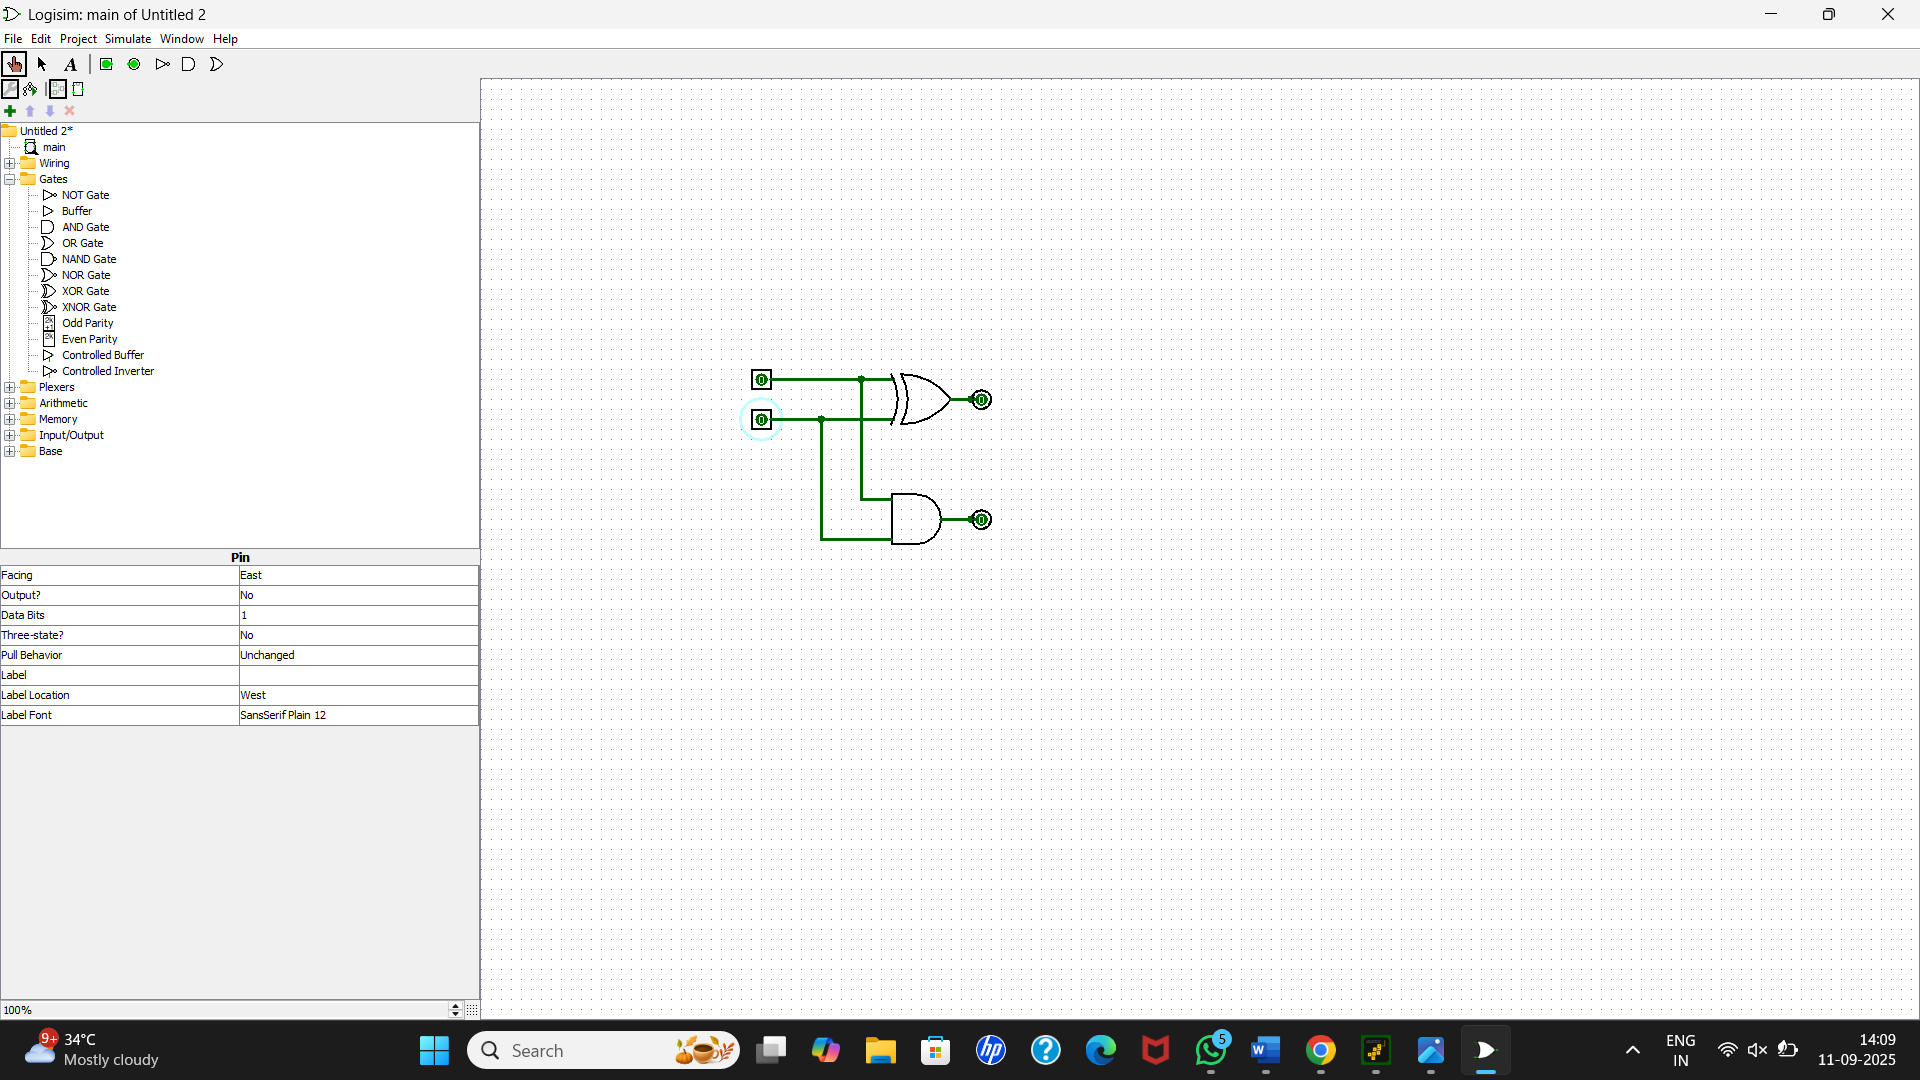 Logisim: main of Untitled 2
File Edit Project Simulate Window Help
A
Untitled 2*
main
Wiring
Gates
NOT Gate
Buffer
AND Gate
OR Gate
NAND Gate
NOR Gate
XOR Gate
XNOR Gate
Odd Parity
Even Parity
Controlled Buffer
Controlled Inverter
Plexers
Arithmetic
Memory
Input/Output
Base
0
0
0
0
Pin
Facing East
Output? No
Data Bits 1
Three-state? No
Pull Behavior Unchanged
Label
Label Location West
Label Font SansSerif Plain 12
100%
9+
34°C
Mostly cloudy
Search
hp
?
5
W
ENG
IN
14:09
11-09-2025